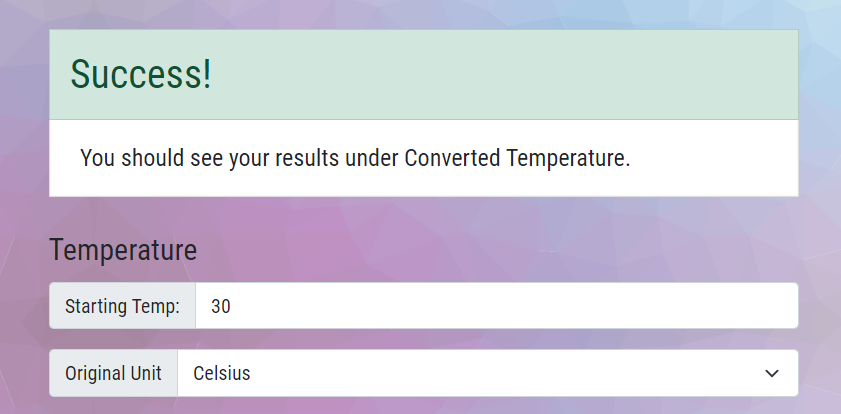 Success!
You should see your results under Converted Temperature.
Temperature
Starting Temp: 30
Original Unit Celsius